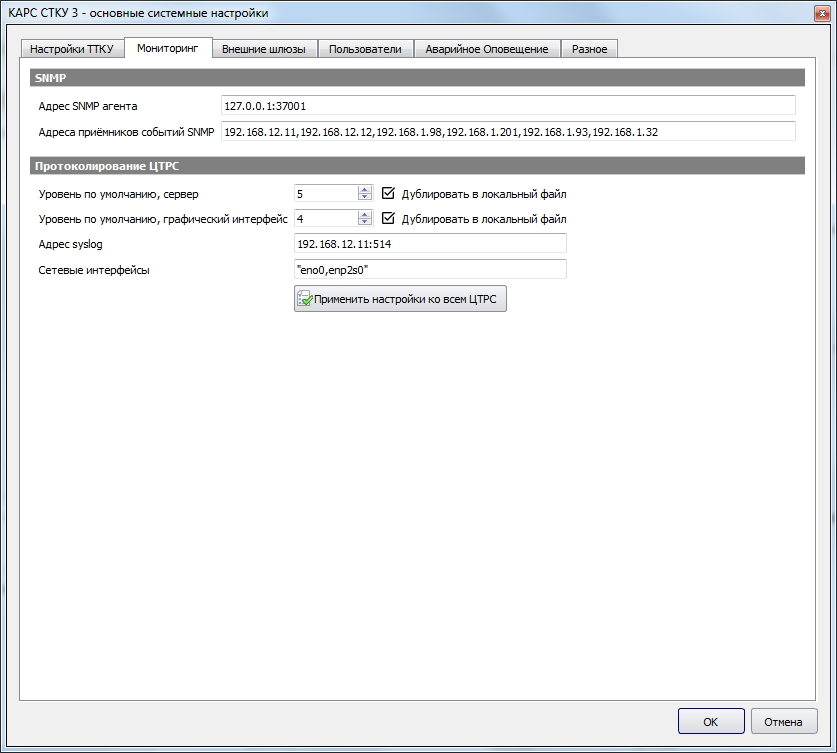 КАРС СТКУ 3 - основные системные настройки
Настройки ТТКУ Мониторинг Внешние шлюзы Пользователи Аварийное Оповещение Разное
SNMP
Адрес SNMP агента 127.0.0.1:37001
Адреса приёмников событий SNMP 192.168.12.11,192.168.12.12,192.168.1.98,192.168.1.201,192.168.1.93,192.168.1.32
Протоколирование ЦТРС
Уровень по умолчанию, сервер 5 Дублировать в локальный файл
Уровень по умолчанию, графический интерфейс 4 Дублировать в локальный файл
Адрес syslog 192.168.12.11:514
Сетевые интерфейсы "eno0,enp2s0"
Применить настройки ко всем ЦТРС
OK Отмена